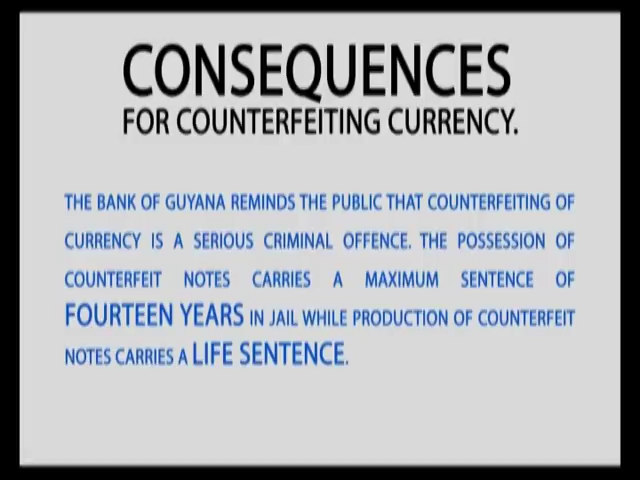 CONSEQUENCES
FOR COUNTERFEITING CURRENCY.
THE BANK OF GUYANA REMINDS THE PUBLIC THAT COUNTERFEITING OF
CURRENCY IS A SERIOUS CRIMINAL OFFENCE. THE POSSESSION OF
COUNTERFEIT NOTES CARRIES A MAXIMUM SENTENCE OF
FOURTEEN YEARS IN JAIL WHILE PRODUCTION OF COUNTERFEIT
NOTES CARRIES A LIFE SENTENCE.